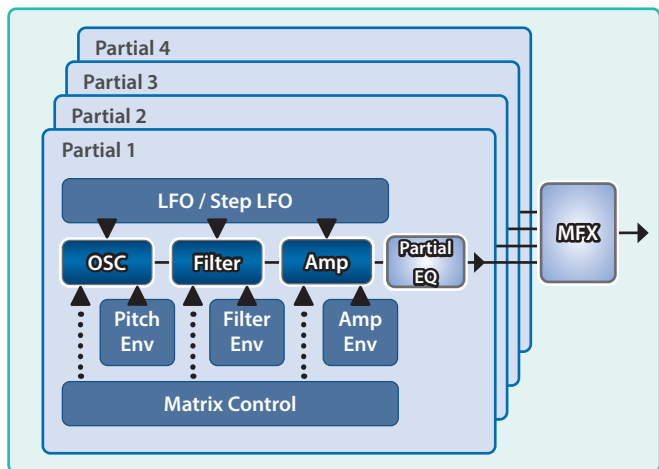 Partial 4
Partial 3
Partial 2
Partial 1
LFO / Step LFO
OSC
Filter
Amp
Partial
EQ
MFX
Pitch
Env
Filter
Env
Amp
Env
Matrix Control